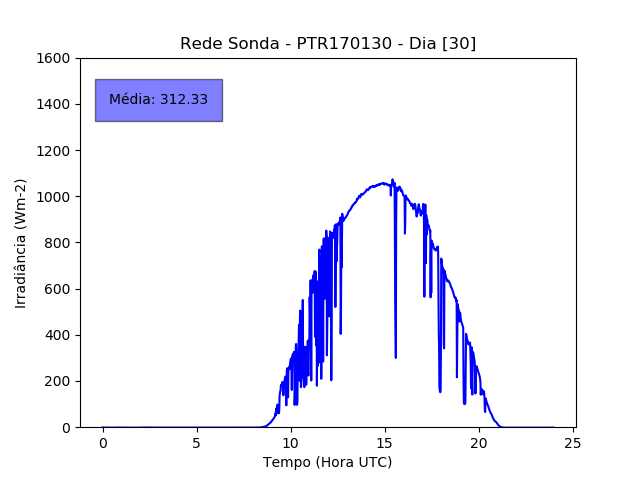 Rede Sonda - PTR170130 - Dia [30]
1600
1400
1200
1000
800
600
400
200
0
Média: 312.33
Irradiância (Wm-2)
0 5 10 15 20 25
Tempo (Hora UTC)